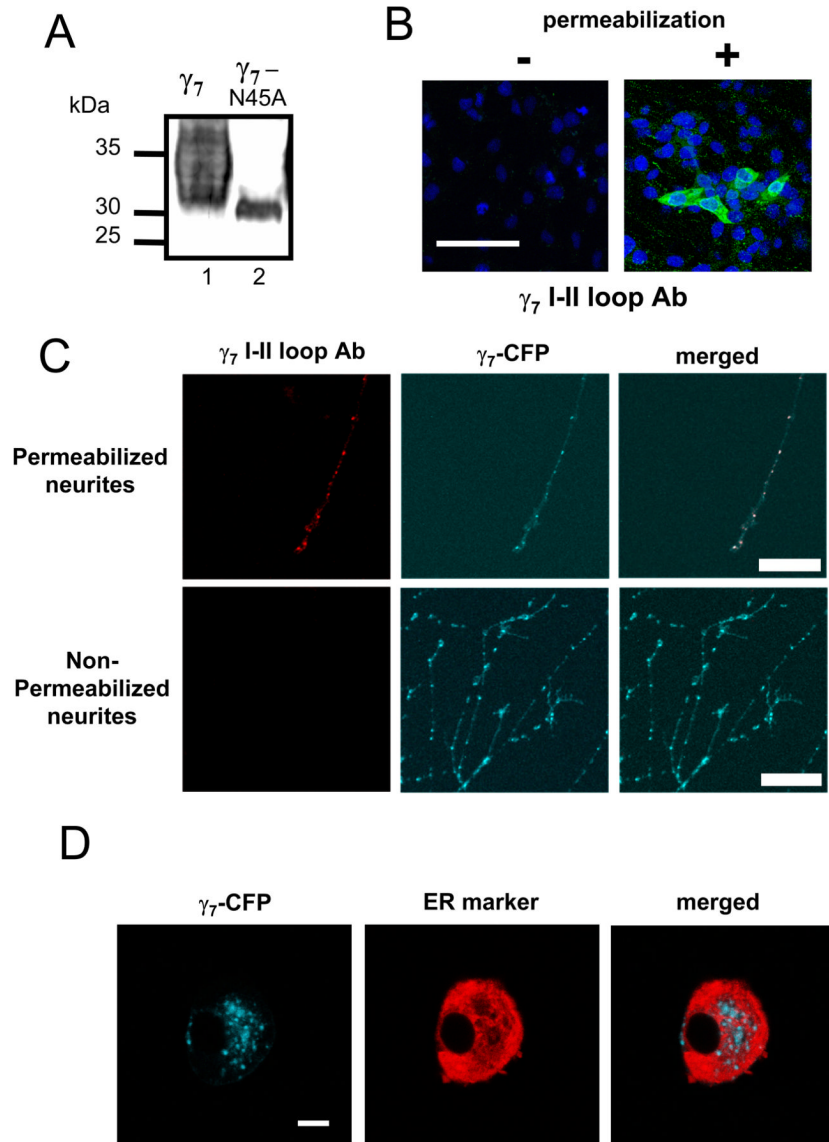 A
γ7
γ7 –
N45A
kDa
35
30
25
1
2
B
permeabilization
-
+
γ7 I-II loop Ab
C
γ7 I-II loop Ab
γ7-CFP
merged
Permeabilized
neurites
Non-
Permeabilized
neurites
D
γ7-CFP
ER marker
merged